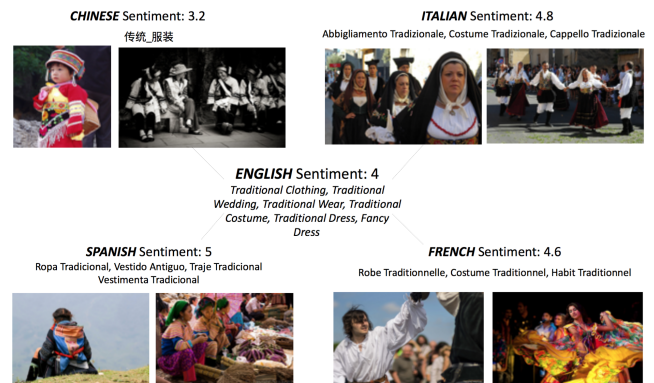 CHINESE Sentiment: 3.2
传统_服装
ITALIAN Sentiment: 4.8
Abbigliamento Tradizionale, Costume Tradizionale, Cappello Tradizionale
ENGLISH Sentiment: 4
Traditional Clothing, Traditional
Wedding, Traditional Wear, Traditional
Costume, Traditional Dress, Fancy
Dress
SPANISH Sentiment: 5
Ropa Tradicional, Vestido Antiguo, Traje Tradicional
Vestimenta Tradicional
FRENCH Sentiment: 4.6
Robe Traditionnelle, Costume Traditionnel, Habit Traditionnel